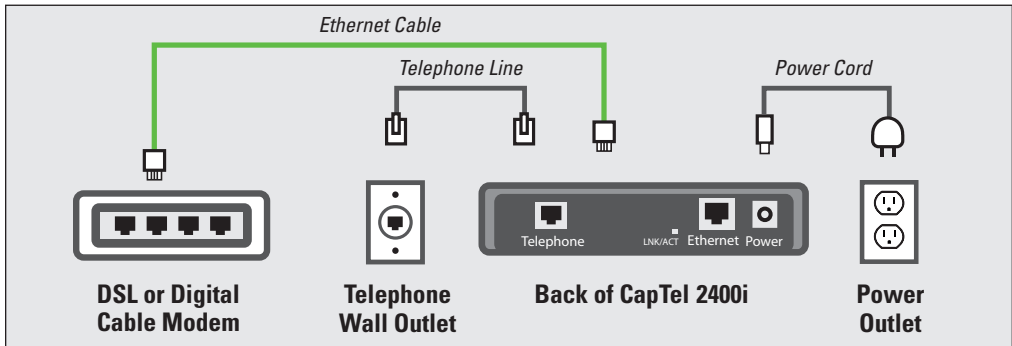 Ethernet Cable
Telephone Line
Power Cord
Telephone
LNK/ACT
Ethernet
Power
DSL or Digital
Cable Modem
Telephone
Wall Outlet
Back of CapTel 2400i
Power
Outlet